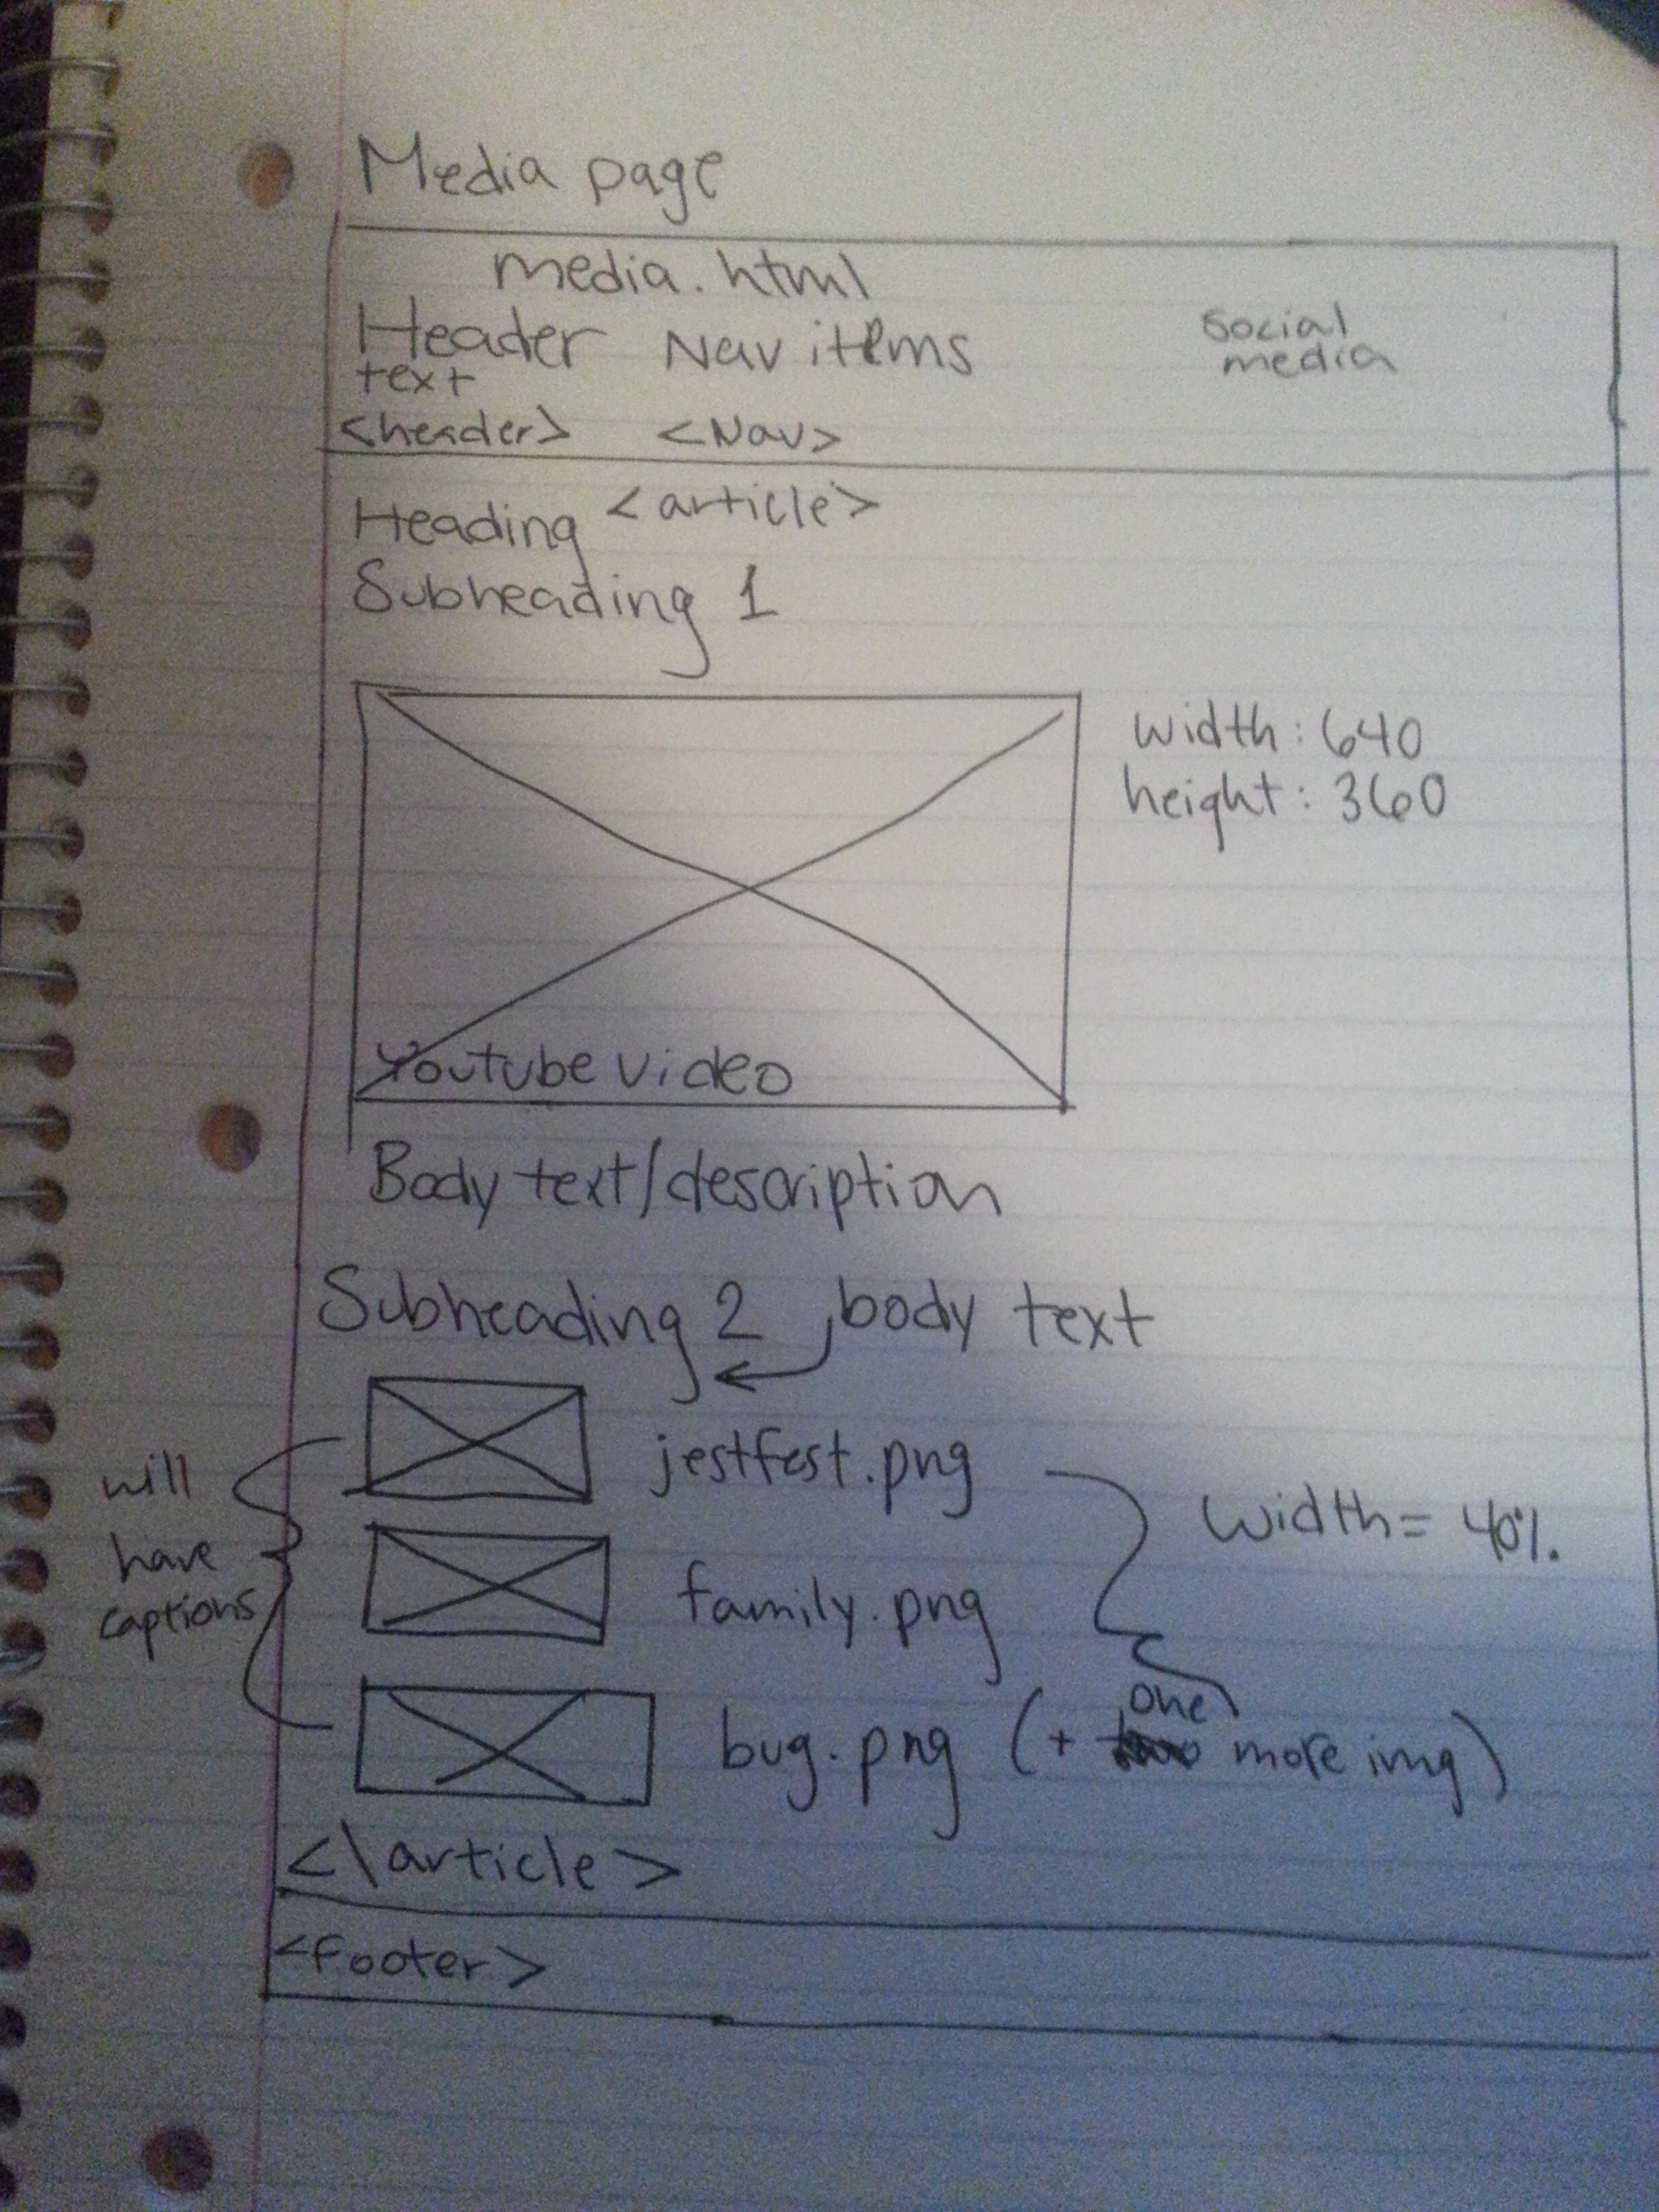 Media page
media.html
Header Nav items social media
text
<header> <Nav>
Heading <article>
Subheading 1
width: 640
height: 360
Youtube video
Body text/description
Subheading 2 body text
jestfest.png
will have captions
width= 40%.
family.png
bug.png (+ one more img)
<\article>
<footer>